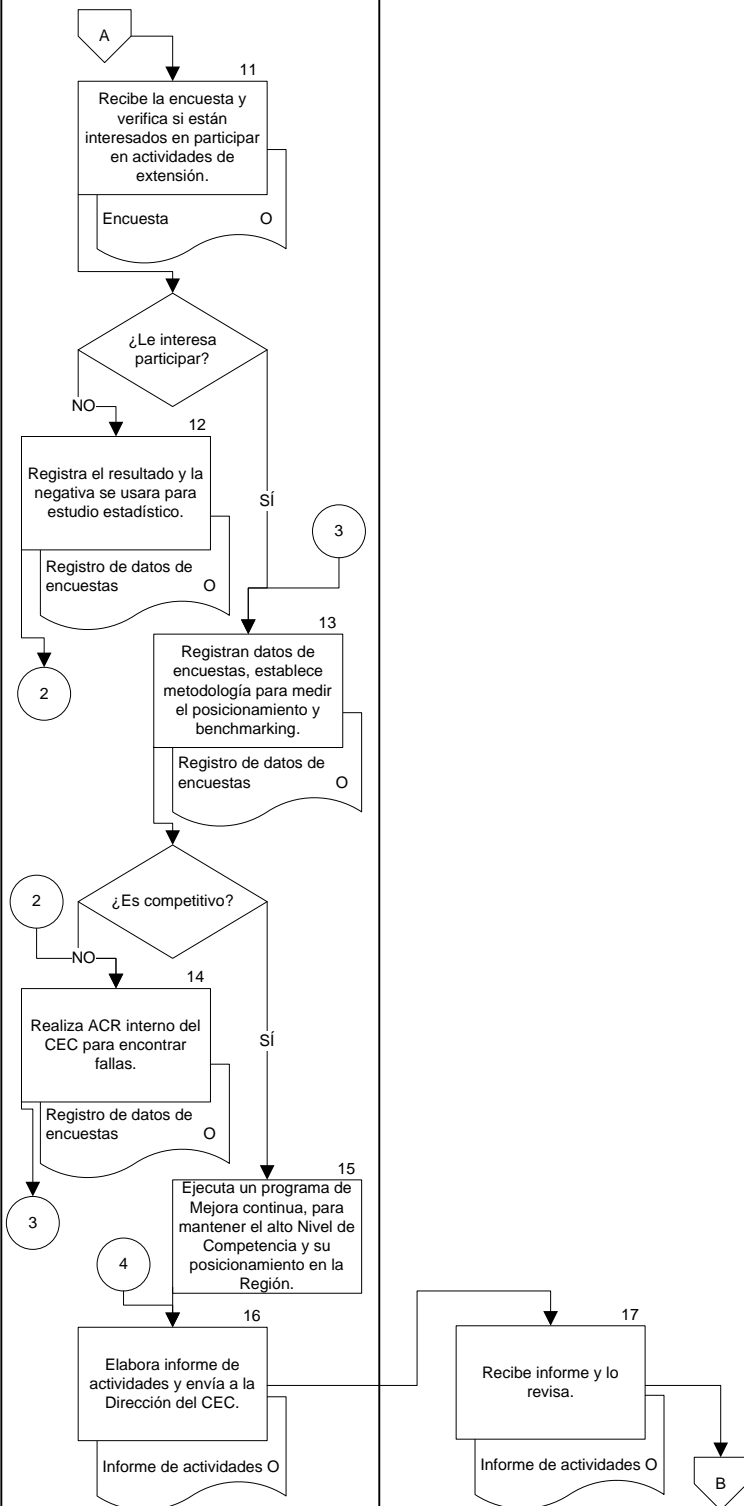 A
11
Recibe la encuesta y
verifica si están
interesados en participar
en actividades de
extensión.
Encuesta O
¿Le interesa
participar?
NO
12
SÍ
Registra el resultado y la
negativa se usara para
estudio estadístico.
Registro de datos de
encuestas O
3
2
13
Registran datos de
encuestas, establece
metodología para medir
el posicionamiento y
benchmarking.
Registro de datos de
encuestas O
¿Es competitivo?
2
NO
14
SÍ
Realiza ACR interno del
CEC para encontrar
fallas.
Registro de datos de
encuestas O
3
15
Ejecuta un programa de
Mejora continua, para
mantener el alto Nivel de
Competencia y su
posicionamiento en la
Región.
4
16
Elabora informe de
actividades y envía a la
Dirección del CEC.
Informe de actividades O
17
Recibe informe y lo
revisa.
Informe de actividades O
B